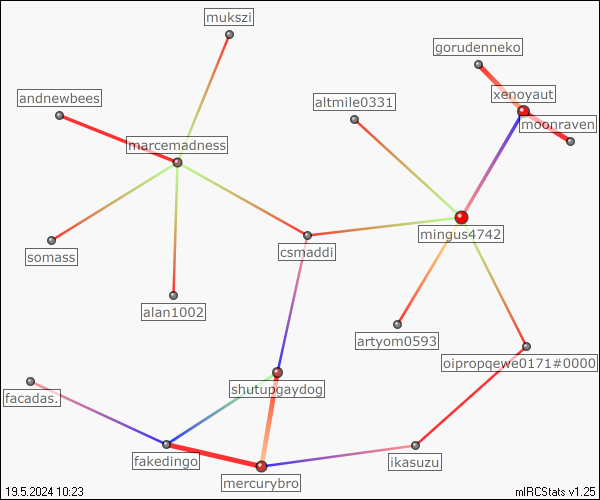 mukszi
gorudenneko
andnewbees
xenoyaut
altmile0331
moonraven
marcemadness
mingus4742
somass
csmaddi
alan1002
artyom0593
oipropqewe0171#0000
shutupgaydog
facadas.
fakedingo
ikasuzu
mercurybro
19.5.2024 10:23
mIRCStats v1.25